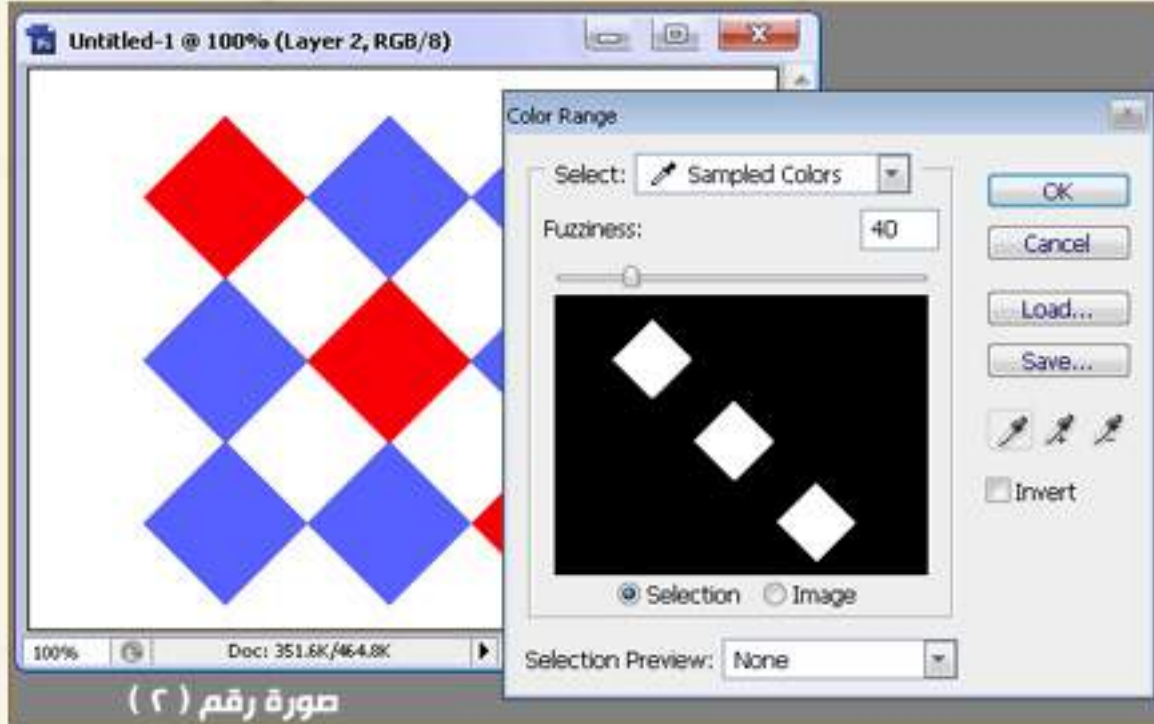 Untitled-1 @ 100% (Layer 2, RGB/8)
Color Range
Select: Sampled Colors
Fuzziness: 40
OK
Cancel
Load...
Save...
Invert
Selection Image
Selection Preview: None
100% Doc: 351.6K/464.8K
صورة رقم ( ٢ )